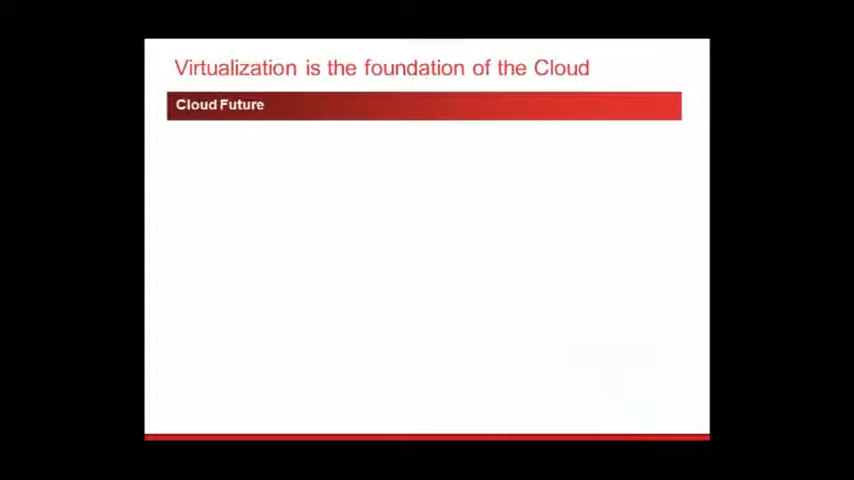 Virtualization is the foundation of the Cloud
Cloud Future